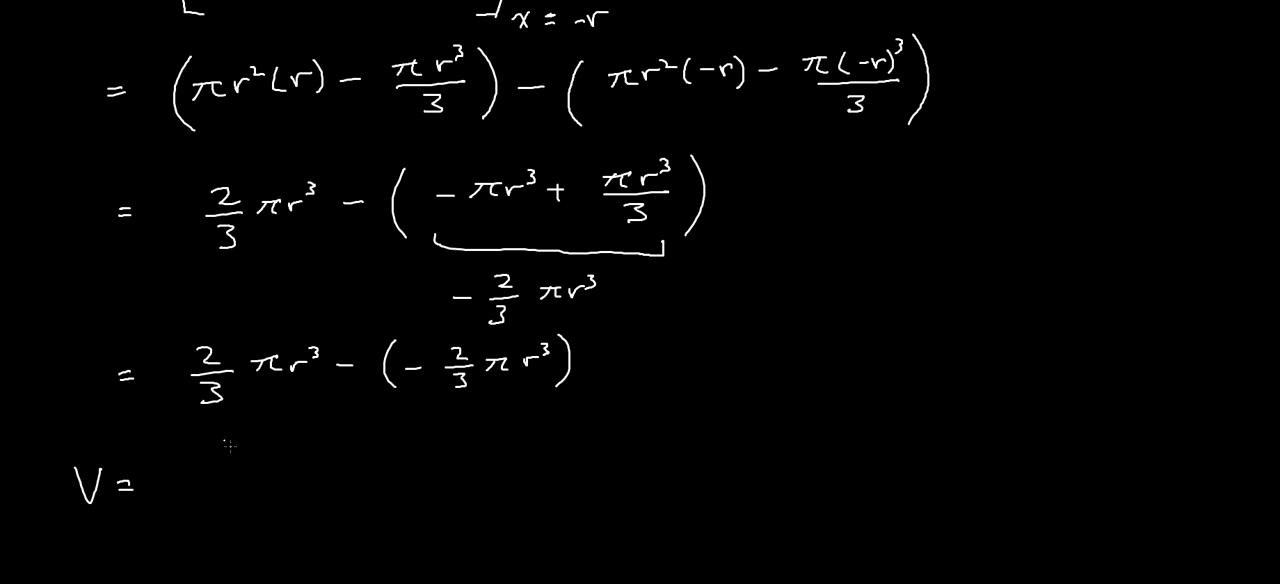 x = -r
= (πr²(r) - πr³/3) - (πr²(-r) - π(-r)³/3)
= 2/3 πr³ - (-πr³ + πr³/3)
- 2/3 πr³
= 2/3 πr³ - (- 2/3 π r³)
V =